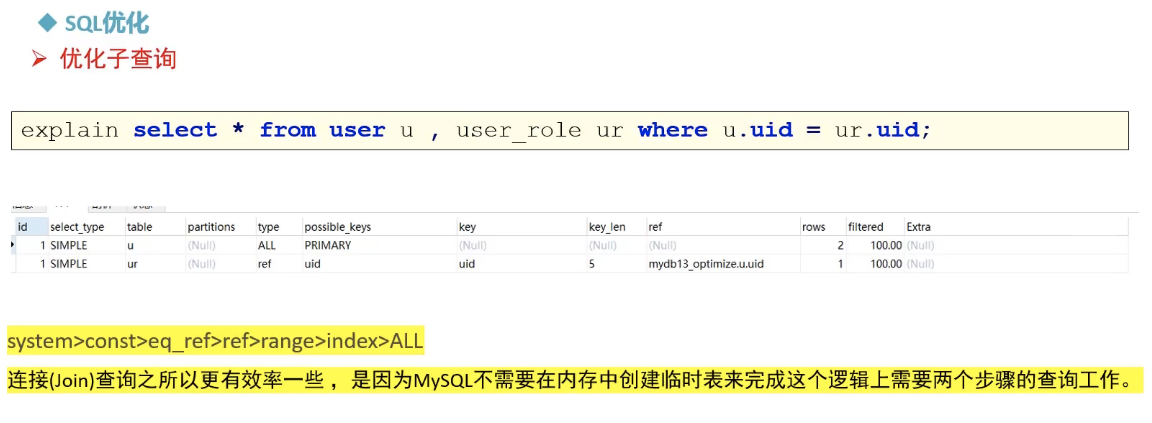 SQL优化
优化子查询
explain select * from user u , user_role ur where u.uid = ur.uid;
id select_type table partitions type possible_keys key key_len ref rows filtered Extra
1 SIMPLE u (Null) ALL PRIMARY (Null) (Null) (Null) 2 100.00 (Null)
1 SIMPLE ur (Null) ref uid uid 5 mydb13_optimize.u.uid 1 100.00 (Null)
system>const>eq_ref>ref>range>index>ALL
连接(Join)查询之所以更有效率一些 ，是因为MySQL不需要在内存中创建临时表来完成这个逻辑上需要两个步骤的查询工作。